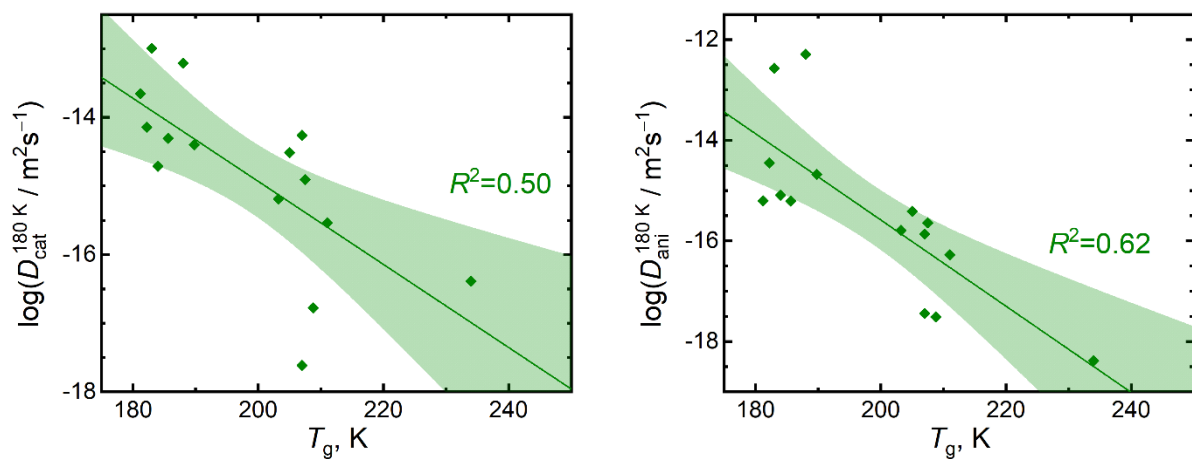 log(D_cat^180 K / m²s⁻¹)
-14
-16
-18
180
200
220
240
T_g, K
R²=0.50
log(D_ani^180 K / m²s⁻¹)
-12
-14
-16
-18
180
200
220
240
T_g, K
R²=0.62